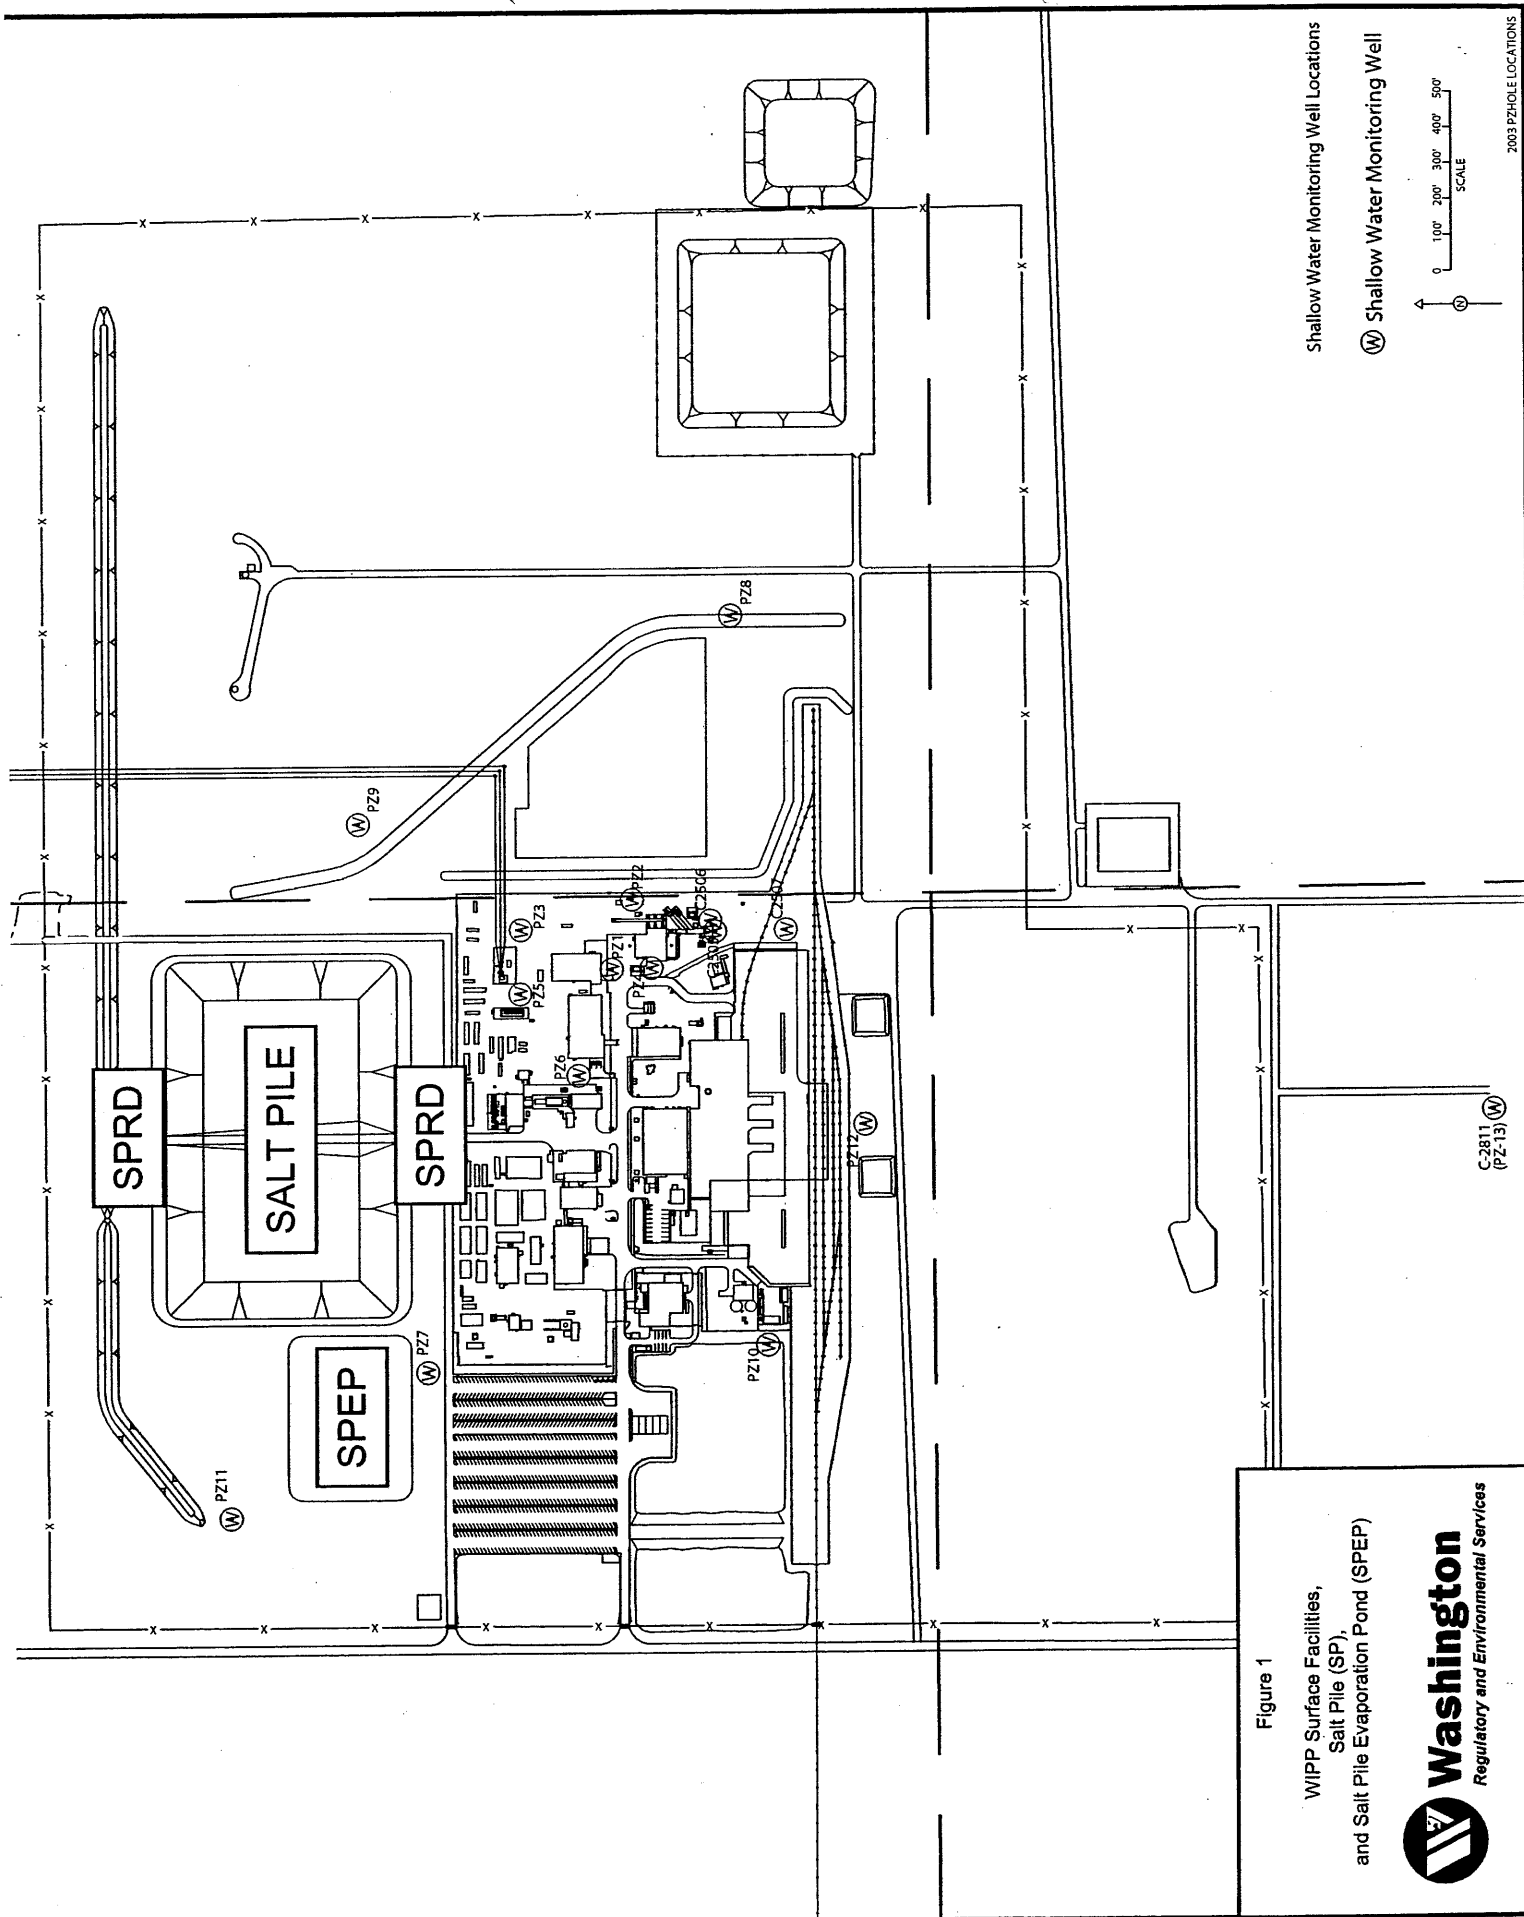 SPRD
SALT PILE
SPRD
SPEP
PZ11
PZ7
PZ9
PZ8
PZ3
PZ5
PZ6
PZ1
PZ2
PZ4
C2506
C2507
PZ10
PZ12
C-2811
(PZ-13)
Shallow Water Monitoring Well Locations
W Shallow Water Monitoring Well
0 100' 200' 300' 400' 500'
SCALE
N
2003 PZHOLE LOCATIONS
Figure 1
WIPP Surface Facilities,
Salt Pile (SP),
and Salt Pile Evaporation Pond (SPEP)
Washington
Regulatory and Environmental Services